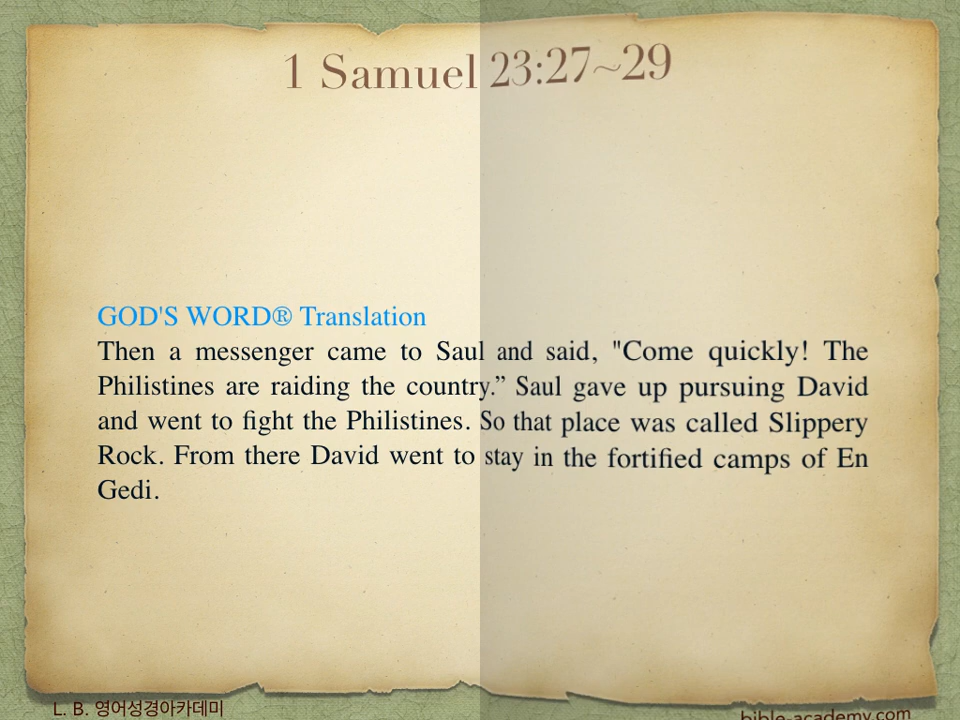 1 Samuel 23:27~29
GOD'S WORD® Translation
Then a messenger came to Saul and said, "Come quickly! The
Philistines are raiding the country.” Saul gave up pursuing David
and went to fight the Philistines. So that place was called Slippery
Rock. From there David went to stay in the fortified camps of En
Gedi.
L. B. 영어성경아카데미
bible-academy.com